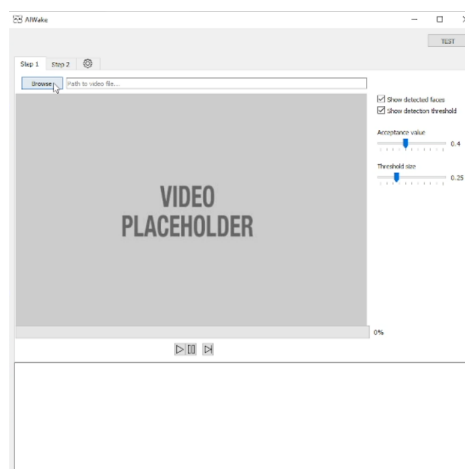 AIWake
TEST
Step 1 Step 2
Browse Path to video file...
Show detected faces
Show detection threshold
Acceptance value
0.4
Threshold size
0.25
VIDEO
PLACEHOLDER
0%